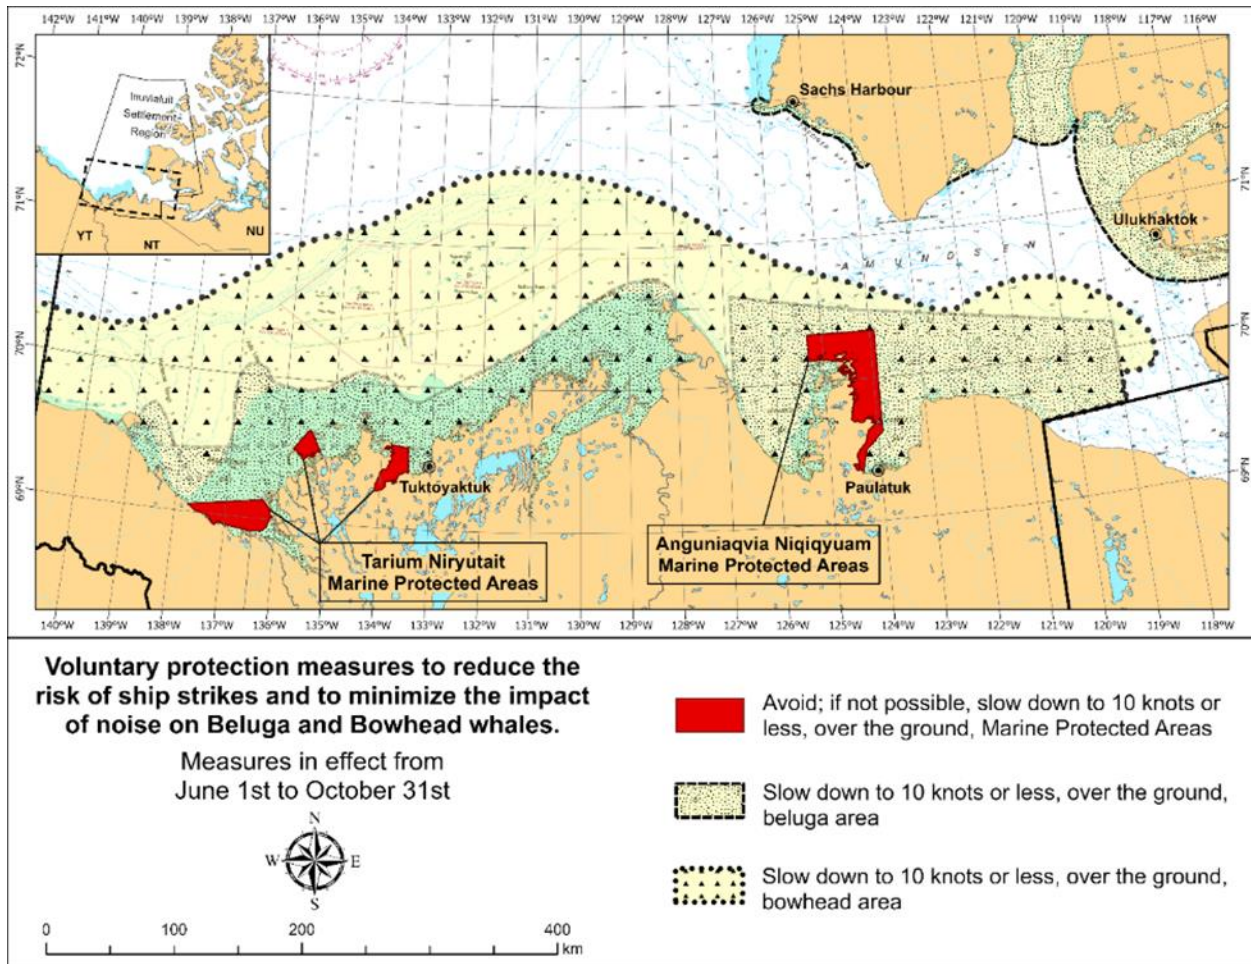 142°W 141°W 140°W 139°W 138°W 137°W 136°W 135°W 134°W 133°W 132°W 131°W 130°W 129°W 128°W 127°W 126°W 125°W 124°W 123°W 122°W 121°W 120°W 119°W 118°W 117°W 116°W
72°N
71°N
70°N
69°N
Inuvialuit
Settlement
Region
YT
NT
NU
Sachs Harbour
71°N
Ulukhaktok
AMUNDSEN
70°N
69°N
Tuktoyaktuk
Paulatuk
Tarium Niryutait
Marine Protected Areas
Anguniaqvia Niqiqyuam
Marine Protected Areas
140°W 139°W 138°W 137°W 136°W 135°W 134°W 133°W 132°W 131°W 130°W 129°W 128°W 127°W 126°W 125°W 124°W 123°W 122°W 121°W 120°W 119°W 118°W
Voluntary protection measures to reduce the
risk of ship strikes and to minimize the impact
of noise on Beluga and Bowhead whales.
Measures in effect from
June 1st to October 31st
N
W E
S
0 100 200 400
km
Avoid; if not possible, slow down to 10 knots or
less, over the ground, Marine Protected Areas
Slow down to 10 knots or less, over the ground,
beluga area
Slow down to 10 knots or less, over the ground,
bowhead area